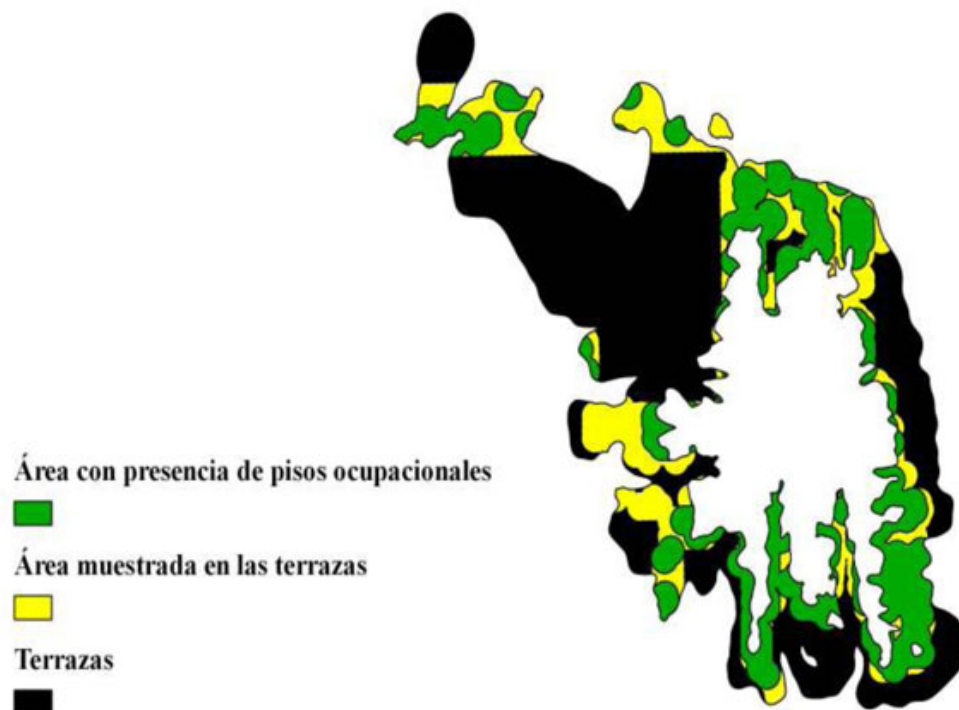 Área con presencia de pisos ocupacionales
Área muestrada en las terrazas
Terrazas